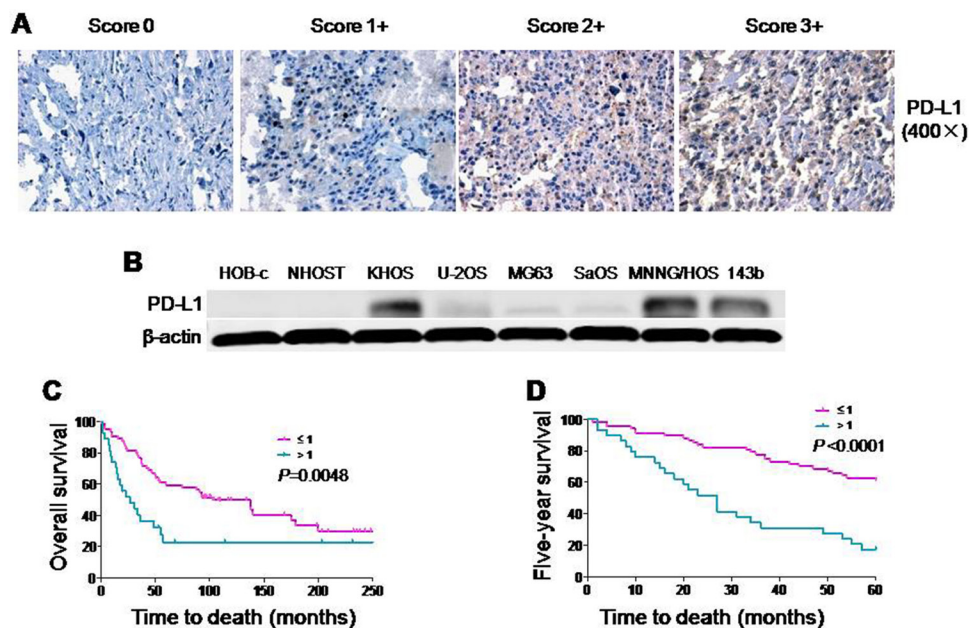 A
Score 0 Score 1+ Score 2+ Score 3+
PD-L1
(400×)
B
HOB-c NHOST KHOS U-2OS MG63 SaOS MNNG/HOS 143b
PD-L1
β-actin
C
Overall survival
100
80
60
40
20
0
0 50 100 150 200 250
Time to death (months)
≤1
>1
P=0.0048
D
Five-year survival
100
80
60
40
20
0
0 10 20 30 40 50 60
Time to death (months)
≤1
>1
P<0.0001